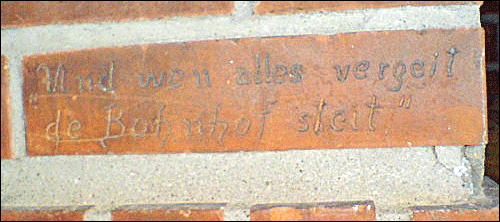 „Und wen alles vergeit
de Bahnhof steit."